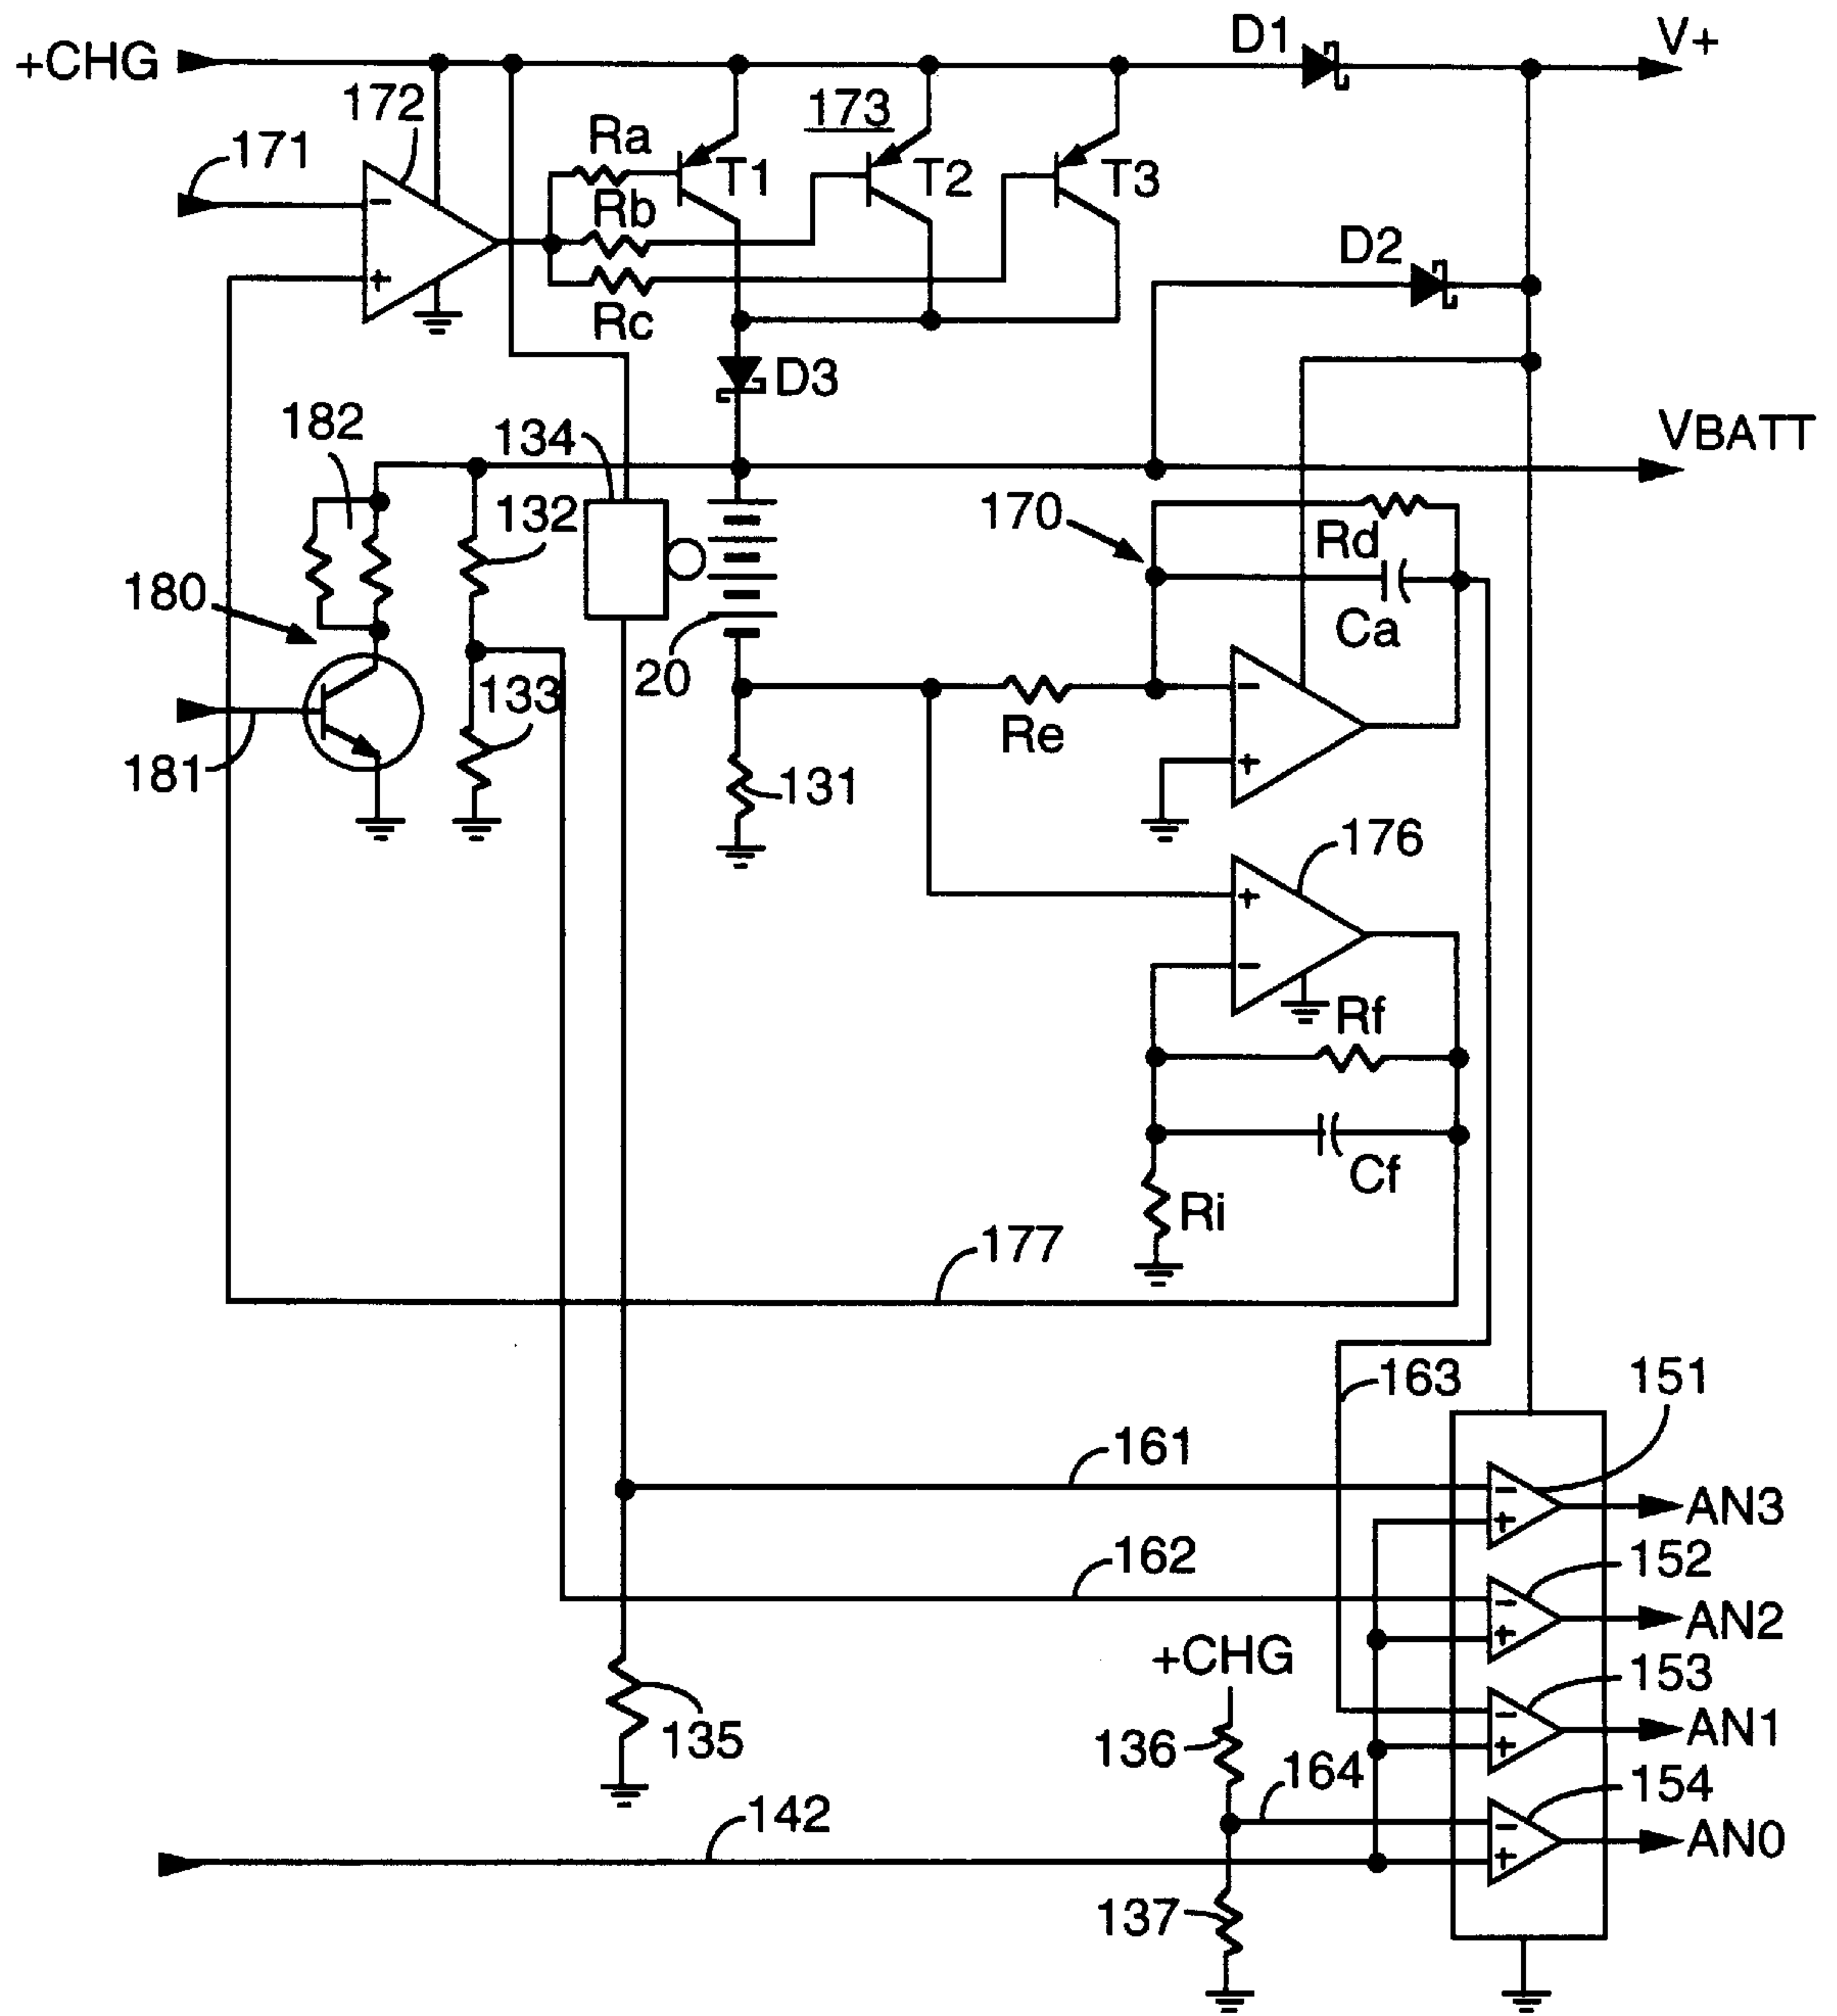 D1
V+
+CHG
172
173
171
Ra
T1
T2
T3
−
Rb
+
Rc
D2
D3
182
134
VBATT
132
170
Rd
180
Ca
133
20
−
Re
181
131
+
176
+
−
Rf
Cf
Ri
177
163
151
161
−
AN3
+
162
152
−
AN2
+
+CHG
153
−
AN1
135
136
+
164
154
142
−
AN0
+
137